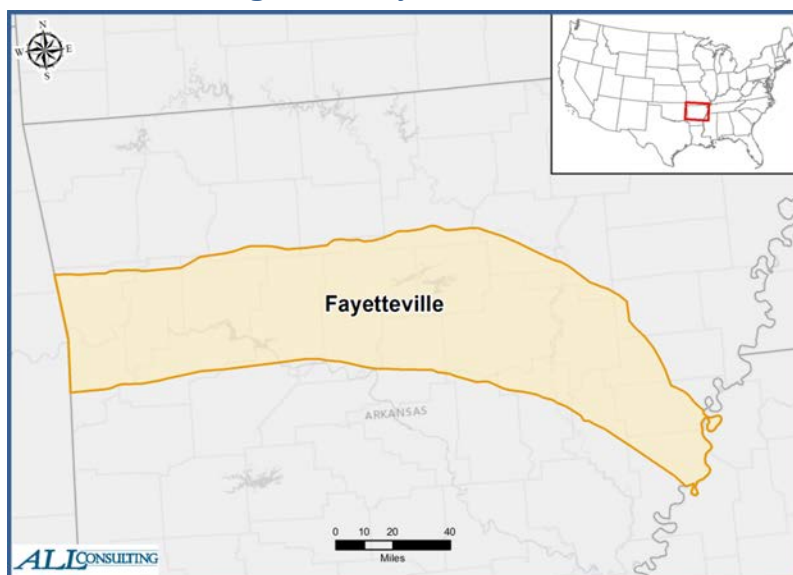 N
W E
S
Fayetteville
ARKANSAS
0 10 20 40
Miles
ALL CONSULTING